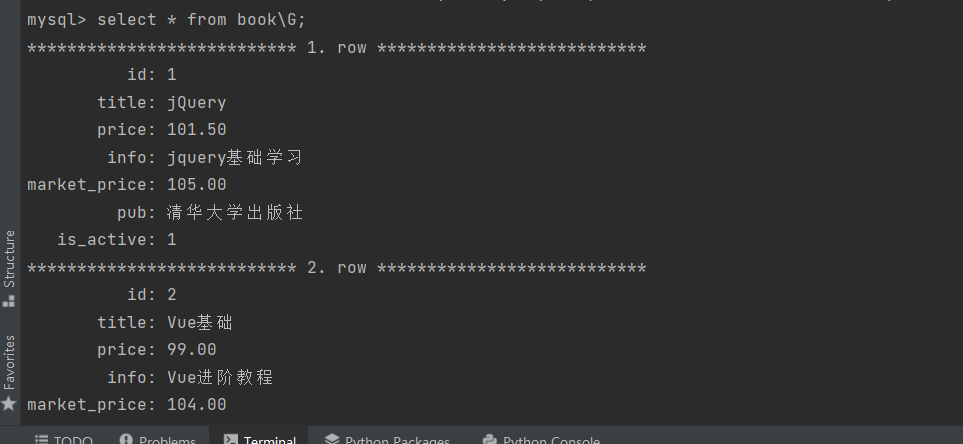 mysql> select * from book\G;
*************************** 1. row ***************************
id: 1
title: jQuery
price: 101.50
info: jquery基础学习
market_price: 105.00
pub: 清华大学出版社
is_active: 1
*************************** 2. row ***************************
id: 2
title: Vue基础
price: 99.00
info: Vue进阶教程
market_price: 104.00
Structure
Favorites
TODO Problems Terminal Python Packages Python Console